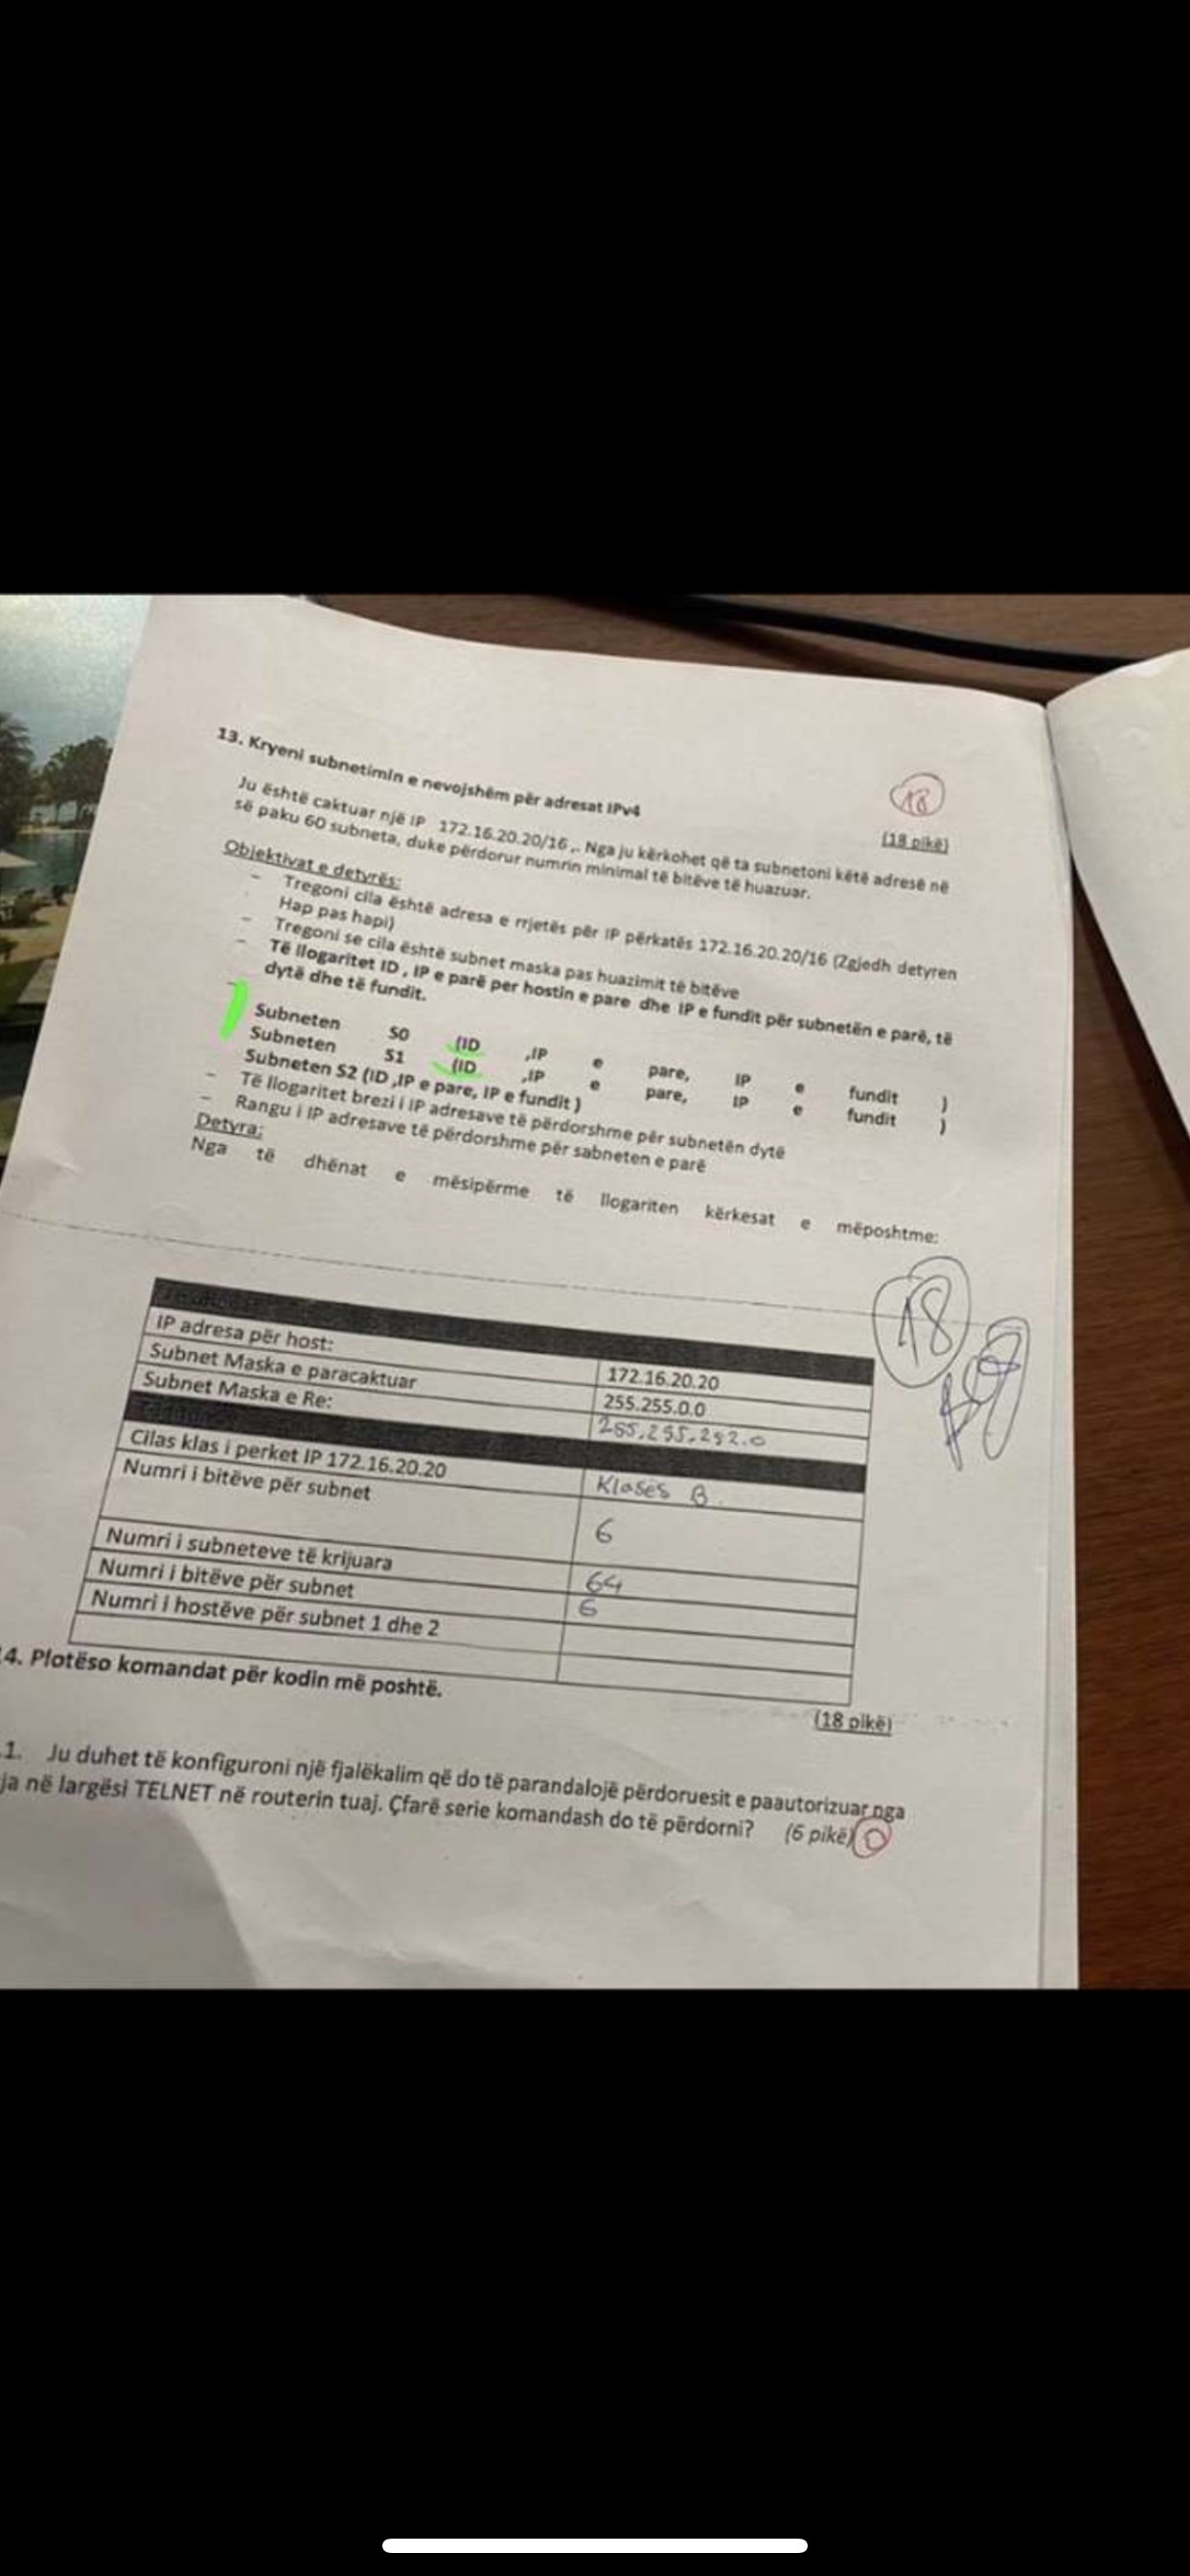 13. Kryeni subnetimin e nevojshëm për adresat IPv4
18
(18 pikë)
Ju është caktuar një IP 172.16.20.20/16 ,. Nga ju kërkohet që ta subnetoni këtë adresë në
së paku 60 subneta, duke përdorur numrin minimal të bitëve të huazuar.
Objektivat e detyrës:
– Tregoni cila është adresa e rrjetës për IP përkatës 172.16.20.20/16 (Zgjedh detyren
Hap pas hapi)
– Tregoni se cila është subnet maska pas huazimit të bitëve
– Të llogaritet ID , IP e parë per hostin e pare dhe IP e fundit për subnetën e parë, të
dytë dhe të fundit.
Subneten S0 (ID ,IP e pare, IP e fundit )
Subneten S1 (ID ,IP e pare, IP e fundit )
Subneten S2 (ID ,IP e pare, IP e fundit )
– Të llogaritet brezi i IP adresave të përdorshme për subnetën dytë
– Rangu i IP adresave të përdorshme për sabneten e parë
Detyra:
Nga të dhënat e mësipërme të llogariten kërkesat e mëposhtme:
18
IP adresa për host: 172.16.20.20
Subnet Maska e paracaktuar 255.255.0.0
Subnet Maska e Re: 255.255.252.0
Cilas klas i perket IP 172.16.20.20 Klasës B.
Numri i bitëve për subnet 6
Numri i subneteve të krijuara 64
Numri i bitëve për subnet 6
Numri i hostëve për subnet 1 dhe 2
4. Plotëso komandat për kodin më poshtë.
(18 pikë)
1. Ju duhet të konfiguroni një fjalëkalim që do të parandalojë përdoruesit e paautorizuar nga
ja në largësi TELNET në routerin tuaj. Çfarë serie komandash do të përdorni? (6 pikë) 0